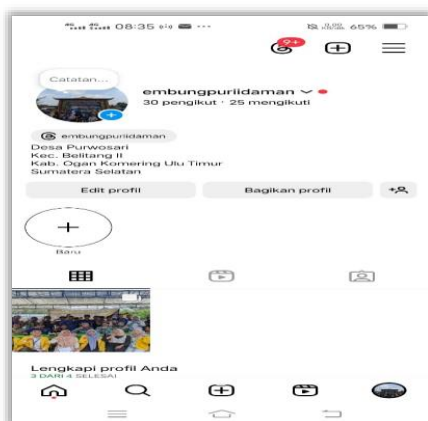 08:35 65%
9+
Catatan...
embungpuriidaman
30 pengikut · 25 mengikuti
embungpuriidaman
Desa Purwosari
Kec. Belitang II
Kab. Ogan Komering Ulu Timur
Sumatera Selatan
Edit profil Bagikan profil
Baru
Lengkapi profil Anda
3 DARI 4 SELESAI